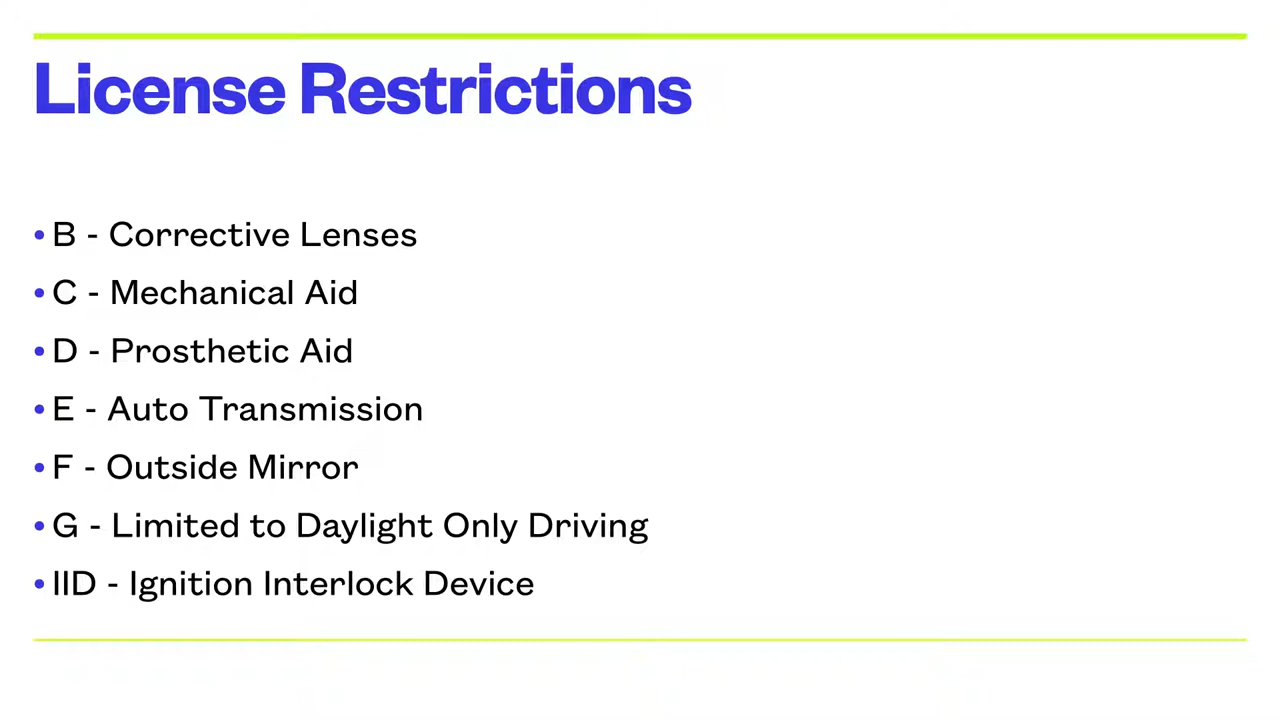 License Restrictions
• B - Corrective Lenses
• C - Mechanical Aid
• D - Prosthetic Aid
• E - Auto Transmission
• F - Outside Mirror
• G - Limited to Daylight Only Driving
• IID - Ignition Interlock Device